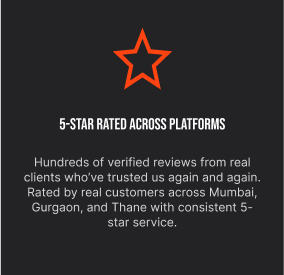 5-STAR RATED ACROSS PLATFORMS
Hundreds of verified reviews from real
clients who've trusted us again and again.
Rated by real customers across Mumbai,
Gurgaon, and Thane with consistent 5-
star service.